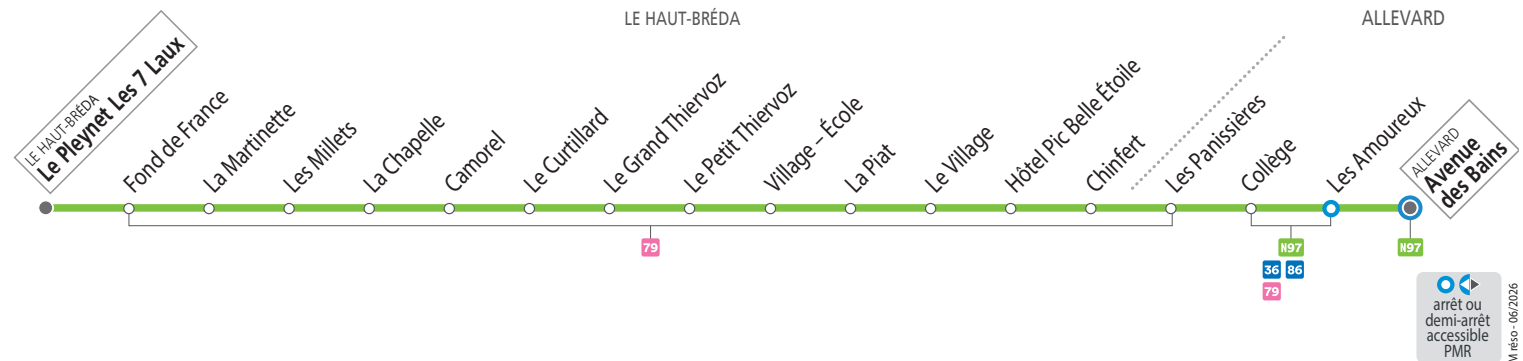 LE HAUT-BRÉDA
ALLEVARD
LE HAUT-BRÉDA
Le Pleynet Les 7 Laux
Fond de France
La Martinette
Les Millets
La Chapelle
Camorel
Le Curtillard
Le Grand Thiervoz
Le Petit Thiervoz
Village – École
La Piat
Le Village
Hôtel Pic Belle Étoile
Chinfert
Les Panissières
Collège
Les Amoureux
ALLEVARD
Avenue
des Bains
79
N97
36 86
79
N97
arrêt ou
demi-arrêt
accessible
PMR
M réso - 06/2026